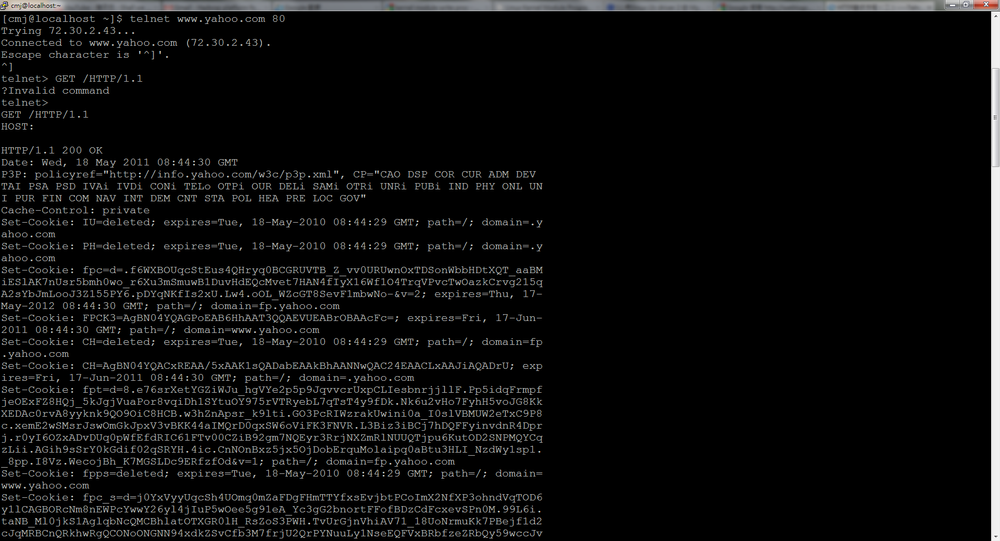 cmj@localhost:~
[cmj@localhost ~]$ telnet www.yahoo.com 80
Trying 72.30.2.43...
Connected to www.yahoo.com (72.30.2.43).
Escape character is '^]'.
^]
telnet> GET /HTTP/1.1
?Invalid command
telnet>
GET /HTTP/1.1
HOST:
HTTP/1.1 200 OK
Date: Wed, 18 May 2011 08:44:30 GMT
P3P: policyref="http://info.yahoo.com/w3c/p3p.xml", CP="CAO DSP COR CUR ADM DEV
TAI PSA PSD IVAi IVDi CONi TELo OTPi OUR DELi SAMi OTRi UNRi PUBi IND PHY ONL UN
I PUR FIN COM NAV INT DEM CNT STA POL HEA PRE LOC GOV"
Cache-Control: private
Set-Cookie: IU=deleted; expires=Tue, 18-May-2010 08:44:29 GMT; path=/; domain=.y
ahoo.com
Set-Cookie: PH=deleted; expires=Tue, 18-May-2010 08:44:29 GMT; path=/; domain=.y
ahoo.com
Set-Cookie: fpc=d=.f6WXBOUqcStEus4QHryq0BCGRUVTB_Z_vv0URUwnOxTDSonWbbHDtXQT_aaBM
iESlAK7nUsr5bmh0wo_r6Xu3mSmuwB1DuvHdEQcMvet7HAN4fIyX16Wf1O4TrqVPvcTwOazkCrvg215q
A2sYbJmLooJ3Z155PY6.pDYqNKfIs2xU.Lw4.oOL_WZcGT8SevF1mbwNo-&v=2; expires=Thu, 17-
May-2012 08:44:30 GMT; path=/; domain=fp.yahoo.com
Set-Cookie: FPCK3=AgBN04YQAGPoEAB6HhAAT3QQAEVUEABrOBAAcFc=; expires=Fri, 17-Jun-
2011 08:44:30 GMT; path=/; domain=www.yahoo.com
Set-Cookie: CH=deleted; expires=Tue, 18-May-2010 08:44:29 GMT; path=/; domain=fp
.yahoo.com
Set-Cookie: CH=AgBN04YQACxREAA/5xAAK1sQADabEAAkBhAANNwQAC24EAACLxAAJiAQADrU; exp
ires=Fri, 17-Jun-2011 08:44:30 GMT; path=/; domain=.yahoo.com
Set-Cookie: fpt=d=8.e76srXetYGZiWJu_hgVYe2p5p9JqvvcrUxpCLIesbnrjjllF.Pp5idqFrmpf
jeOExFZ8HQj_5kJgjVuaPor8vqiDh1SYtuOY975rVTRyebL7qTsT4y9fDk.Nk6u2vHo7FyhH5voJG8Kk
XEDAc0rvA8yyknk9QO9OiC8HCB.w3hZnApsr_k9lti.GO3PcRIWzrakUwini0a_I0slVBMUW2eTxC9P8
c.xemE2wSMsrJswOmGkJpxV3vBKK44aIMQrD0qxSW6oViFK3FNVR.L3Biz3iBCj7hDQFFyinvdnR4Dpr
j.r0yI6OZxADvDUq0pWfEfdRIC61FTv00CZiB92gm7NQEyr3RrjNXZmRlNUUQTjpu6KutOD2SNPMQYCq
zLii.AGih9sSrY0kGdif02qSRYH.4ic.CnNOnBxz5jx5OjDobErquMolaipq0aBtu3HLI_NzdWy1sp1.
_8pp.I8Vz.WecojBh_K7MGSLDc9ERfzfOd&v=1; path=/; domain=fp.yahoo.com
Set-Cookie: fpps=deleted; expires=Tue, 18-May-2010 08:44:29 GMT; path=/; domain=
www.yahoo.com
Set-Cookie: fpc_s=d=j0YxVyyUqcSh4UOmq0mZaFDgFHmTTYfxsEvjbtPCoImX2NfXP3ohndVqTOD6
y1lCAGBORcNm8nEWPcYwwY26yl4jIuP5wOee5g91eA_Yc3gG2bnortFFofBDzCdFcxevSPn0M.99L6i.
taNB_Ml0jkS1AglqbNcQMCBhlatOTXGR0lH_RsZoS3PWH.TvUrGjnVhiAV71_18UoNrmuKk7PBejf1d2
cJqMRBCnQRkhwRgQCONoONGNN94xdkZSvCfb3M7frjU2QrPYNuuLy1NseEQFVxBRbfzeZRbQy59wccJv